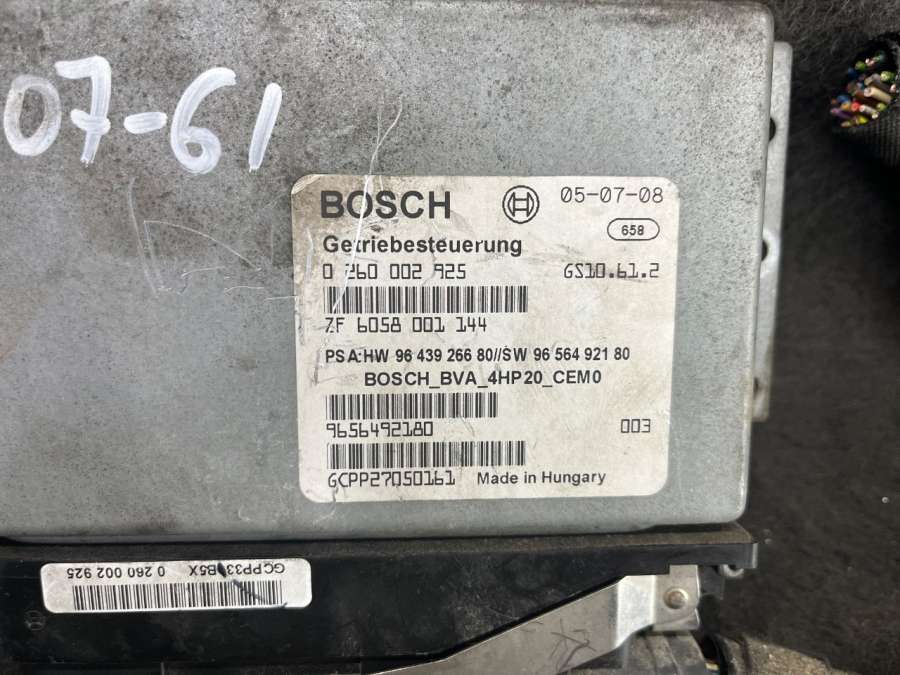 07-61
BOSCH 05-07-08
658
Getriebesteuerung
0 260 002 925 GS10.61.2
ZF 6058 001 144
PSA:HW 96 439 266 80//SW 96 564 921 80
BOSCH_BVA_4HP20_CEM0
9656492180 003
GCPP27050161 Made in Hungary
0 260 002 925